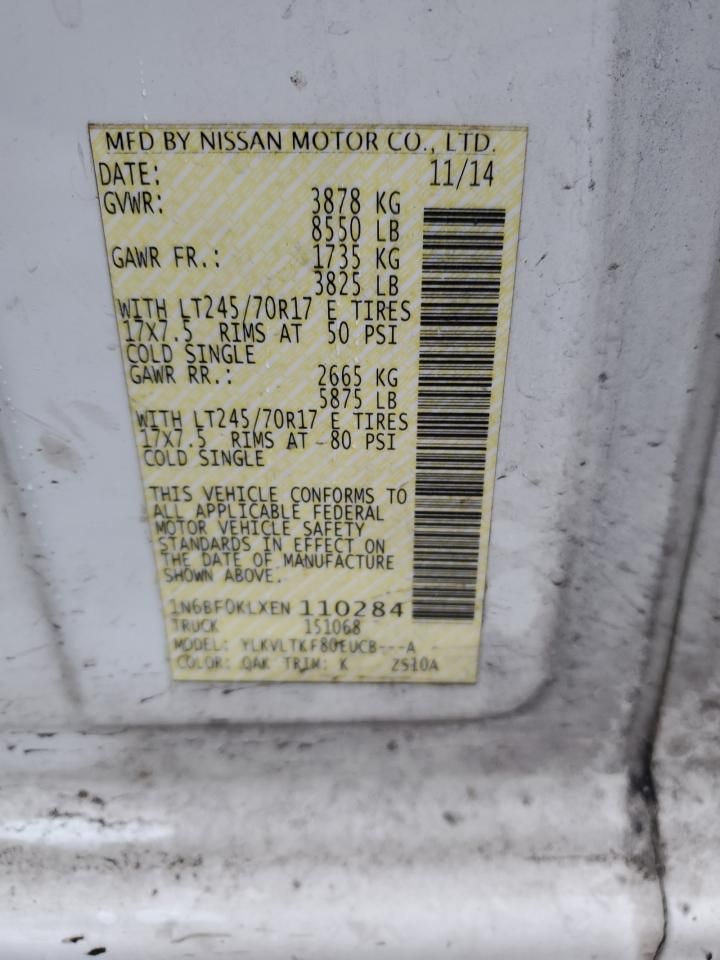 MFD BY NISSAN MOTOR CO., LTD.
DATE: 11/14
GVWR: 3878 KG
8550 LB
GAWR FR.: 1735 KG
3825 LB
WITH LT245/70R17 E TIRES
17X7.5 RIMS AT 50 PSI
COLD SINGLE
GAWR RR.: 2665 KG
5875 LB
WITH LT245/70R17 E TIRES
17X7.5 RIMS AT 80 PSI
COLD SINGLE
THIS VEHICLE CONFORMS TO
ALL APPLICABLE FEDERAL
MOTOR VEHICLE SAFETY
STANDARDS IN EFFECT ON
THE DATE OF MANUFACTURE
SHOWN ABOVE.
1N6BF0KLXEN 110284
TRUCK 151068
MODEL: YLKVLTKF80EUCB---A
COLOR: QAK TRIM: K ZS10A